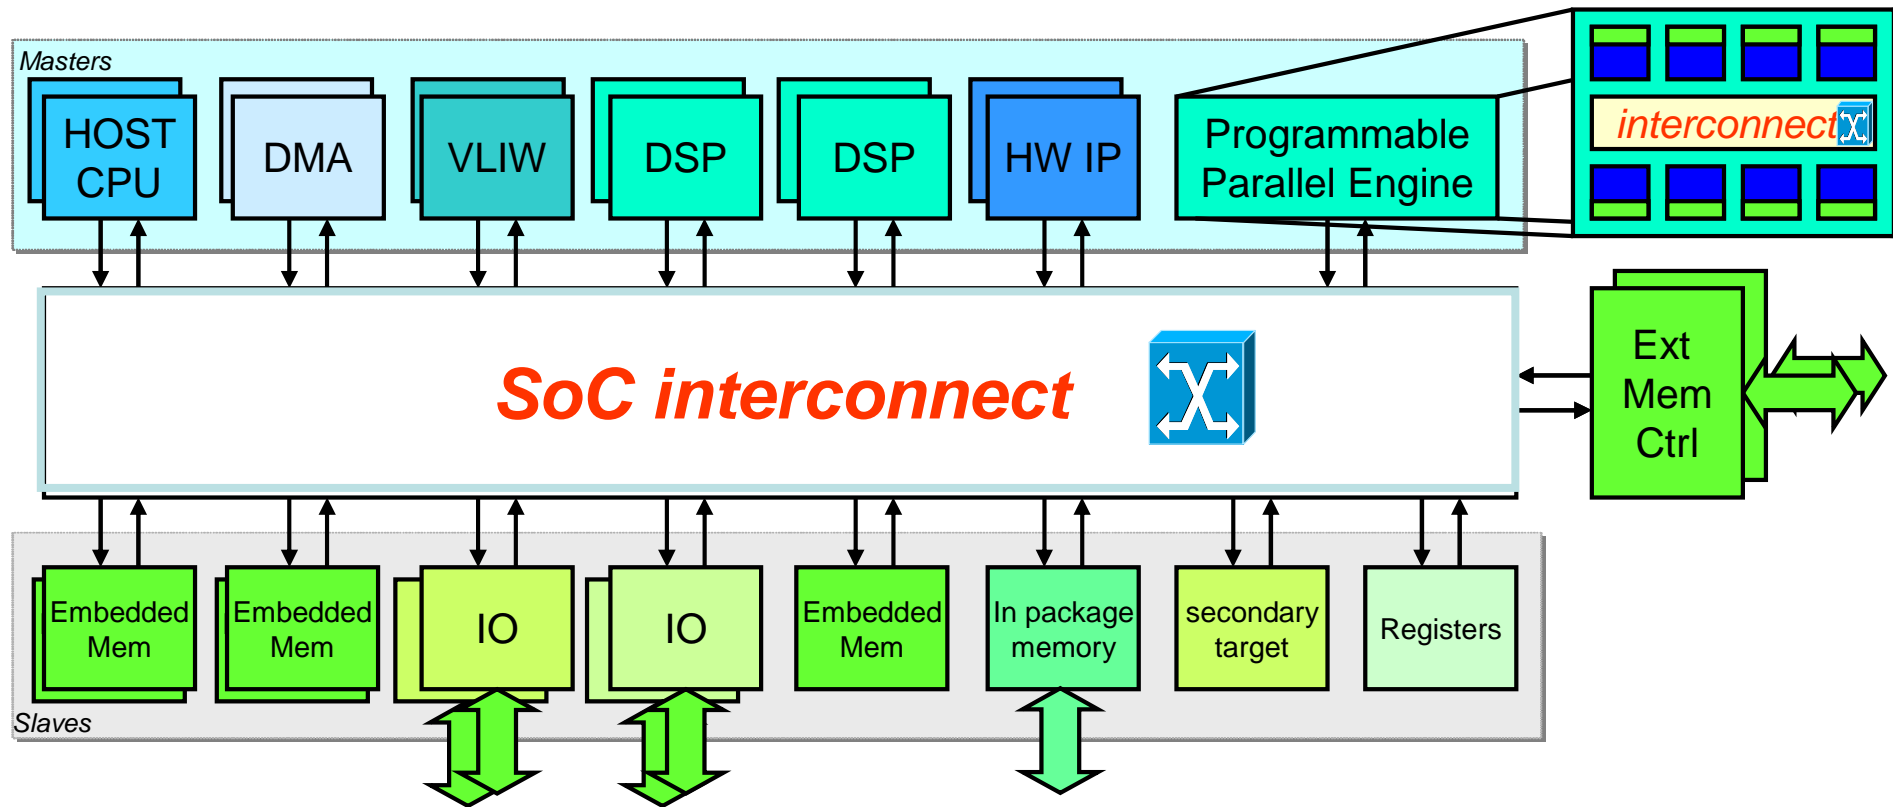 Masters
HOST
CPU
DMA
VLIW
DSP
DSP
HW IP
Programmable
Parallel Engine
interconnect
SoC interconnect
Ext
Mem
Ctrl
Embedded
Mem
Embedded
Mem
IO
IO
Embedded
Mem
In package
memory
secondary
target
Registers
Slaves